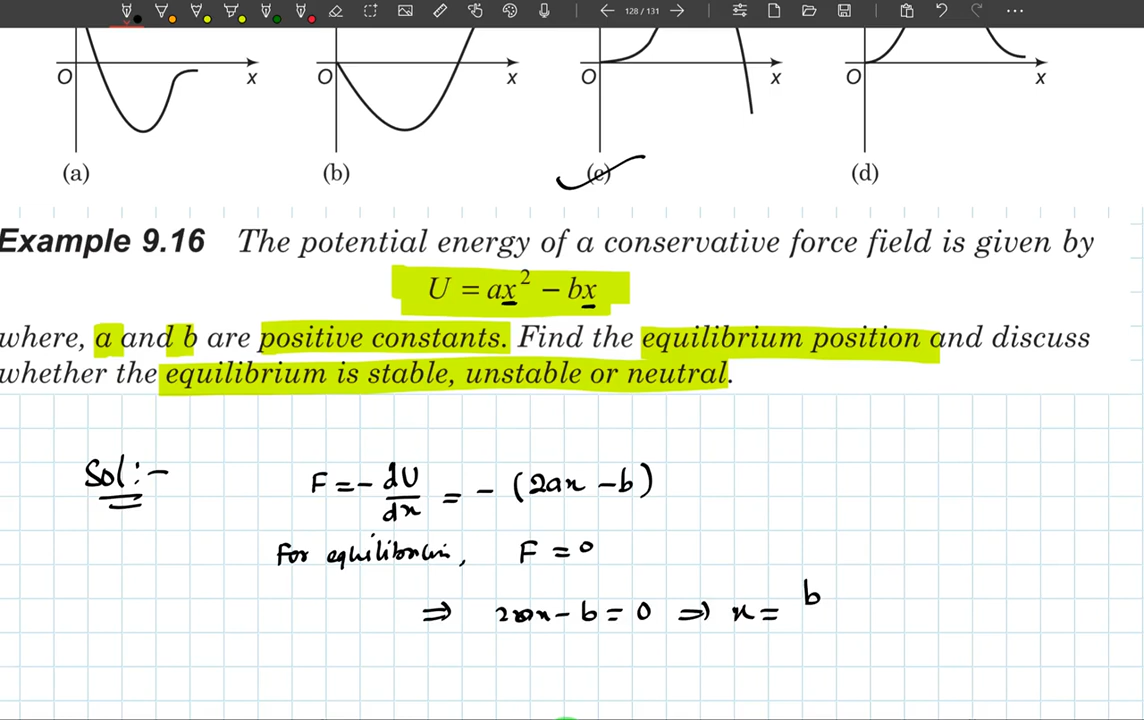 128 / 131
O x O x O x O x
(a) (b) (c) (d)
Example 9.16 The potential energy of a conservative force field is given by
U = ax² − bx
where, a and b are positive constants. Find the equilibrium position and discuss
whether the equilibrium is stable, unstable or neutral.
Sol:- F = - dU/dx = - (2ax - b)
For equilibrium, F = 0
⇒ 2ax - b = 0 ⇒ x = b